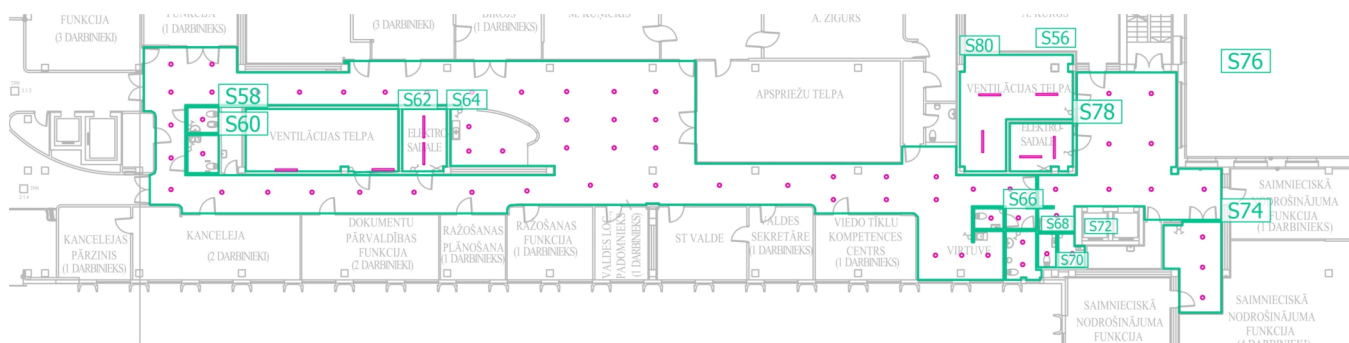 FUNKCIJA
(3 DARBINIEKI)
FUNKCIJA
(1 DARBINIEKS)
(3 DARBINIEKI)
BIROJS
(1 DARBINIEKS)
A. ZIGURS
S80
S56
S76
S58
S60
S62
S64
S78
VENTILĀCIJAS TELPA
ELEKTRO-
SADALE
APSPRIEŽU TELPA
VENTILĀCIJAS TELPA
ELEKTRO-
SADALE
S66
S68
S72
S70
S74
KANCELEJAS
PĀRZINIS
(1 DARBINIEKS)
KANCELEJA
(2 DARBINIEKI)
DOKUMENTU
PĀRVALDĪBAS
FUNKCIJA
(2 DARBINIEKI)
RAŽOŠANAS
PLĀNOŠANA
(1 DARBINIEKS)
RAŽOŠANAS
FUNKCIJA
(1 DARBINIEKS)
VALDES LOC.
PADOMNIEKS
(1 DARBINIEKS)
ST VALDE
VALDES
SEKRETĀRE
(1 DARBINIEKS)
VIEDO TĪKLU
KOMPETENCES
CENTRS
(1 DARBINIEKS)
VIRTUVE
SAIMNIECISKĀ
NODROŠINĀJUMA
FUNKCIJA
(1 DARBINIEKS)
SAIMNIECISKĀ
NODROŠINĀJUMA
FUNKCIJA
SAIMNIECISKĀ
NODROŠINĀJUMA
FUNKCIJA